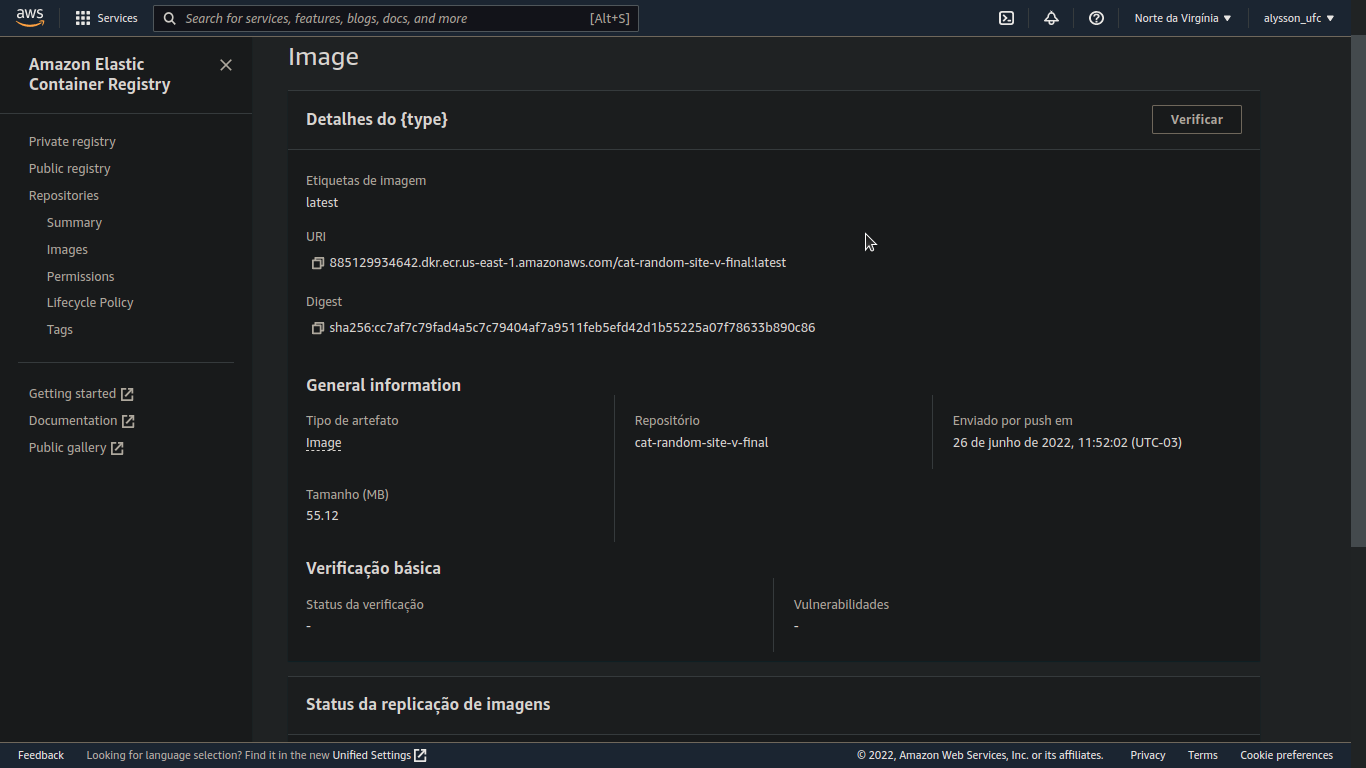 aws
Services
Search for services, features, blogs, docs, and more
[Alt+S]
Norte da Virgínia
alysson_ufc
Amazon Elastic
Container Registry
Private registry
Public registry
Repositories
Summary
Images
Permissions
Lifecycle Policy
Tags
Getting started
Documentation
Public gallery
Image
Detalhes do {type}
Verificar
Etiquetas de imagem
latest
URI
885129934642.dkr.ecr.us-east-1.amazonaws.com/cat-random-site-v-final:latest
Digest
sha256:cc7af7c79fad4a5c7c79404af7a9511feb5efd42d1b55225a07f78633b890c86
General information
Tipo de artefato
Image
Repositório
cat-random-site-v-final
Enviado por push em
26 de junho de 2022, 11:52:02 (UTC-03)
Tamanho (MB)
55.12
Verificação básica
Status da verificação
-
Vulnerabilidades
-
Status da replicação de imagens
Feedback
Looking for language selection? Find it in the new Unified Settings
© 2022, Amazon Web Services, Inc. or its affiliates.
Privacy
Terms
Cookie preferences